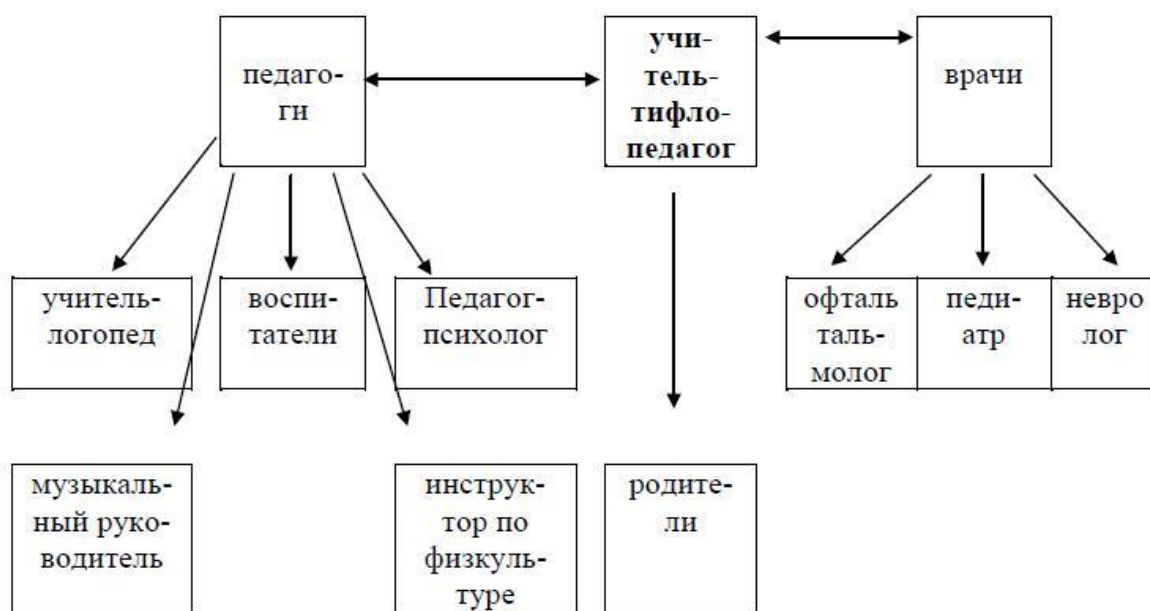 педаго-
ги
учи-
тель-
тифло-
педагог
врачи
учитель-
логопед
воспи-
татели
Педагог-
психолог
офталь
таль-
молог
педи-
атр
невро
лог
музыкаль-
ный руко-
водитель
инструк-
тор по
физкуль-
туре
родите-
ли